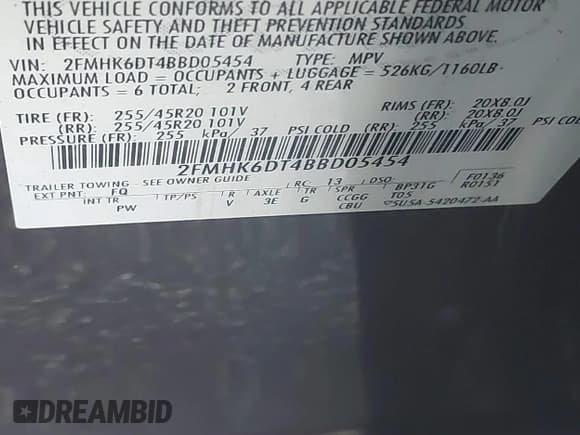 THIS VEHICLE CONFORMS TO ALL APPLICABLE FEDERAL MOTOR
VEHICLE SAFETY AND THEFT PREVENTION STANDARDS
IN EFFECT ON THE DATE OF MANUFACTURE SHOWN ABOVE.
VIN: 2FMHK6DT4BBD05454 TYPE: MPV
MAXIMUM LOAD = OCCUPANTS + LUGGAGE = 526KG/1160LB
OCCUPANTS = 6 TOTAL; 2 FRONT, 4 REAR
TIRE (FR): 255/45R20 101V RIMS (FR): 20X8.0J
(RR): 255/45R20 101V (RR): 20X8.0J
PRESSURE (FR): 255 kPa/ 37 PSI COLD (RR): 255 kPa/ 37 PSI COLD
2FMHK6DT4BBD05454
TRAILER TOWING - SEE OWNER GUIDE LRC: 13 DSO: F0136
EXT PNT: FQ BP3TG R0151
INT TR TP/PS R AXLE TR SPR T05
PW V 3E G CCGG 5U5A-5420472-AA
CBU
DREAMBID